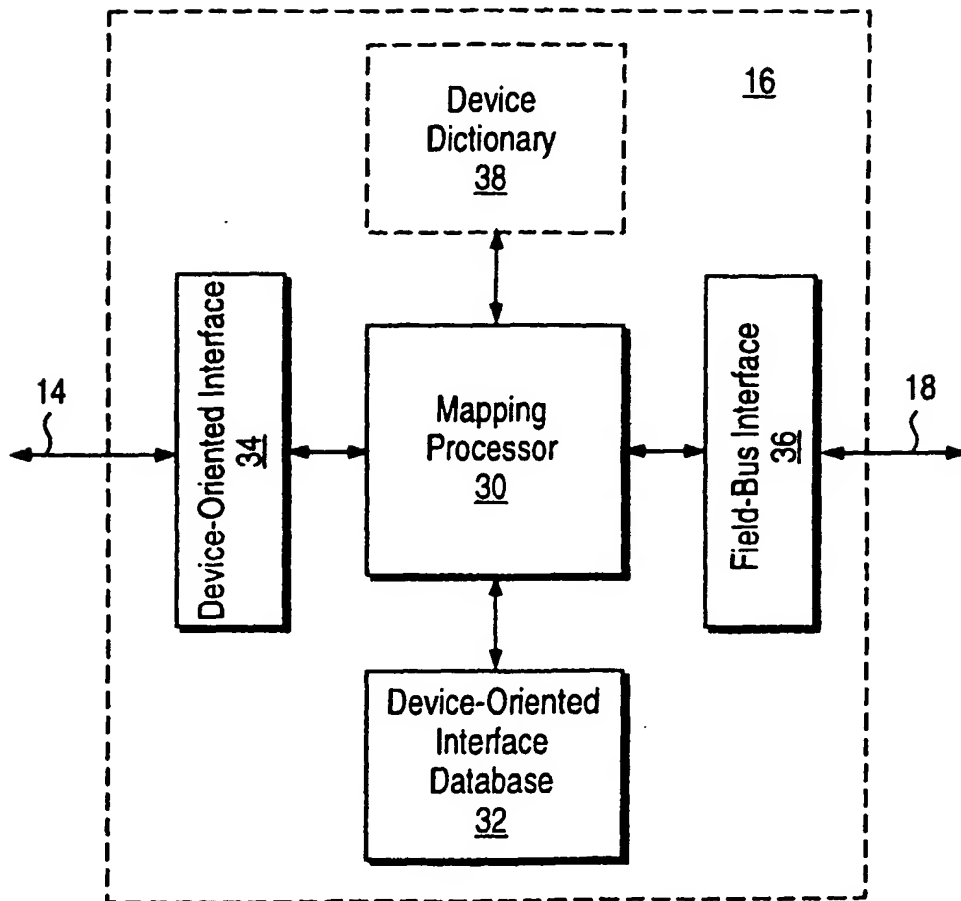 16
Device
Dictionary
38
14
Device-Oriented Interface
34
Mapping
Processor
30
Field-Bus Interface
36
18
Device-Oriented
Interface
Database
32